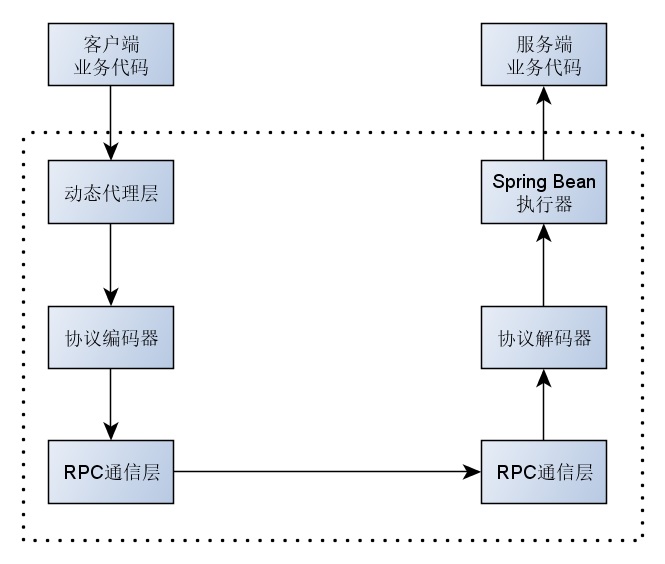 客户端
业务代码
服务端
业务代码
动态代理层
Spring Bean
执行器
协议编码器
协议解码器
RPC通信层
RPC通信层